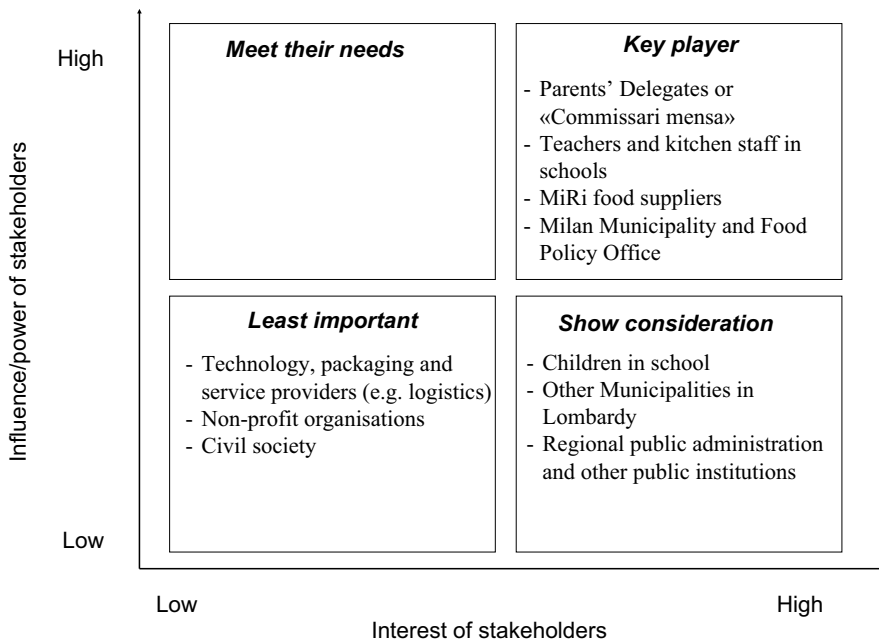 High
Influence/power of stakeholders
Low
Meet their needs
Key player
- Parents’ Delegates or
«Commissari mensa»
- Teachers and kitchen staff in
schools
- MiRi food suppliers
- Milan Municipality and Food
Policy Office
Least important
- Technology, packaging and
service providers (e.g. logistics)
- Non-profit organisations
- Civil society
Show consideration
- Children in school
- Other Municipalities in
Lombardy
- Regional public administration
and other public institutions
Low
High
Interest of stakeholders